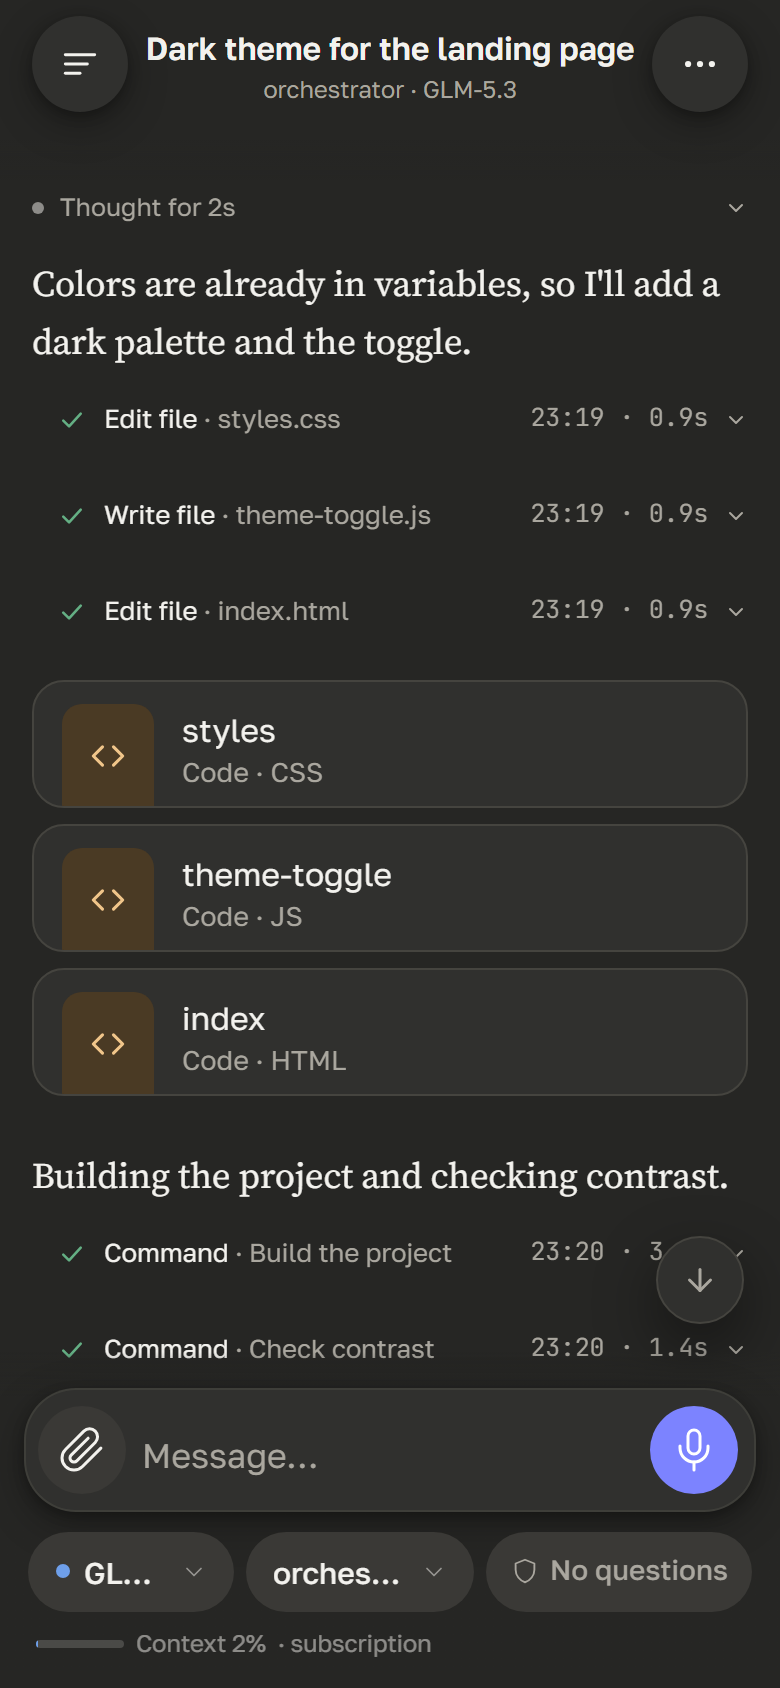 Dark theme for the landing page
orchestrator · GLM-5.3
Thought for 2s
Colors are already in variables, so I'll add a
dark palette and the toggle.
Edit file · styles.css 23:19 · 0.9s
Write file · theme-toggle.js 23:19 · 0.9s
Edit file · index.html 23:19 · 0.9s
styles
Code · CSS
theme-toggle
Code · JS
index
Code · HTML
Building the project and checking contrast.
Command · Build the project 23:20 · 3
Command · Check contrast 23:20 · 1.4s
Message...
GL...
orches...
No questions
Context 2% · subscription